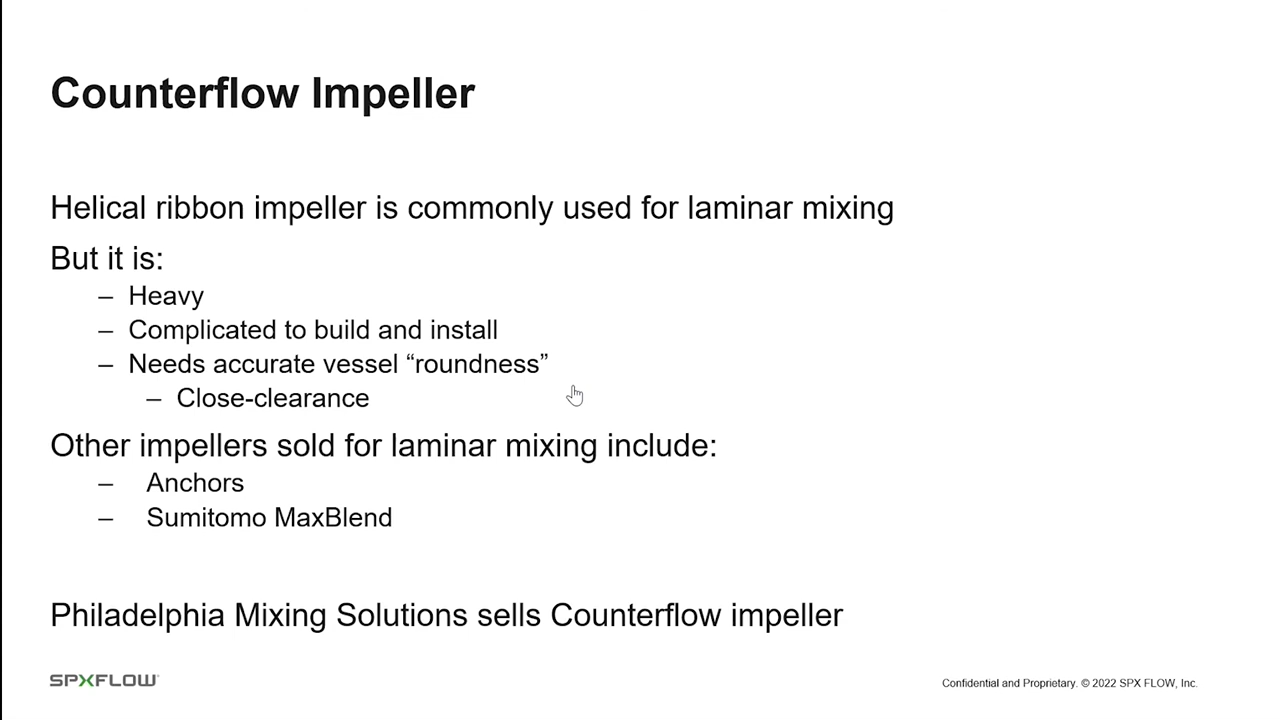 Counterflow Impeller
Helical ribbon impeller is commonly used for laminar mixing
But it is:
– Heavy
– Complicated to build and install
– Needs accurate vessel “roundness”
– Close-clearance
Other impellers sold for laminar mixing include:
– Anchors
– Sumitomo MaxBlend
Philadelphia Mixing Solutions sells Counterflow impeller
SPXFLOW
Confidential and Proprietary. © 2022 SPX FLOW, Inc.